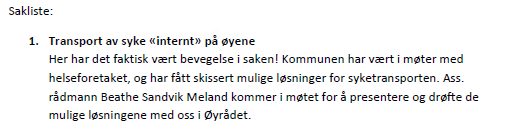 Sakliste:
1. Transport av syke «internt» på øyene
Her har det faktisk vært bevegelse i saken! Kommunen har vært i møter med
helseforetaket, og har fått skissert mulige løsninger for syketransporten. Ass.
rådmann Beathe Sandvik Meland kommer i møtet for å presentere og drøfte de
mulige løsningene med oss i Øyrådet.